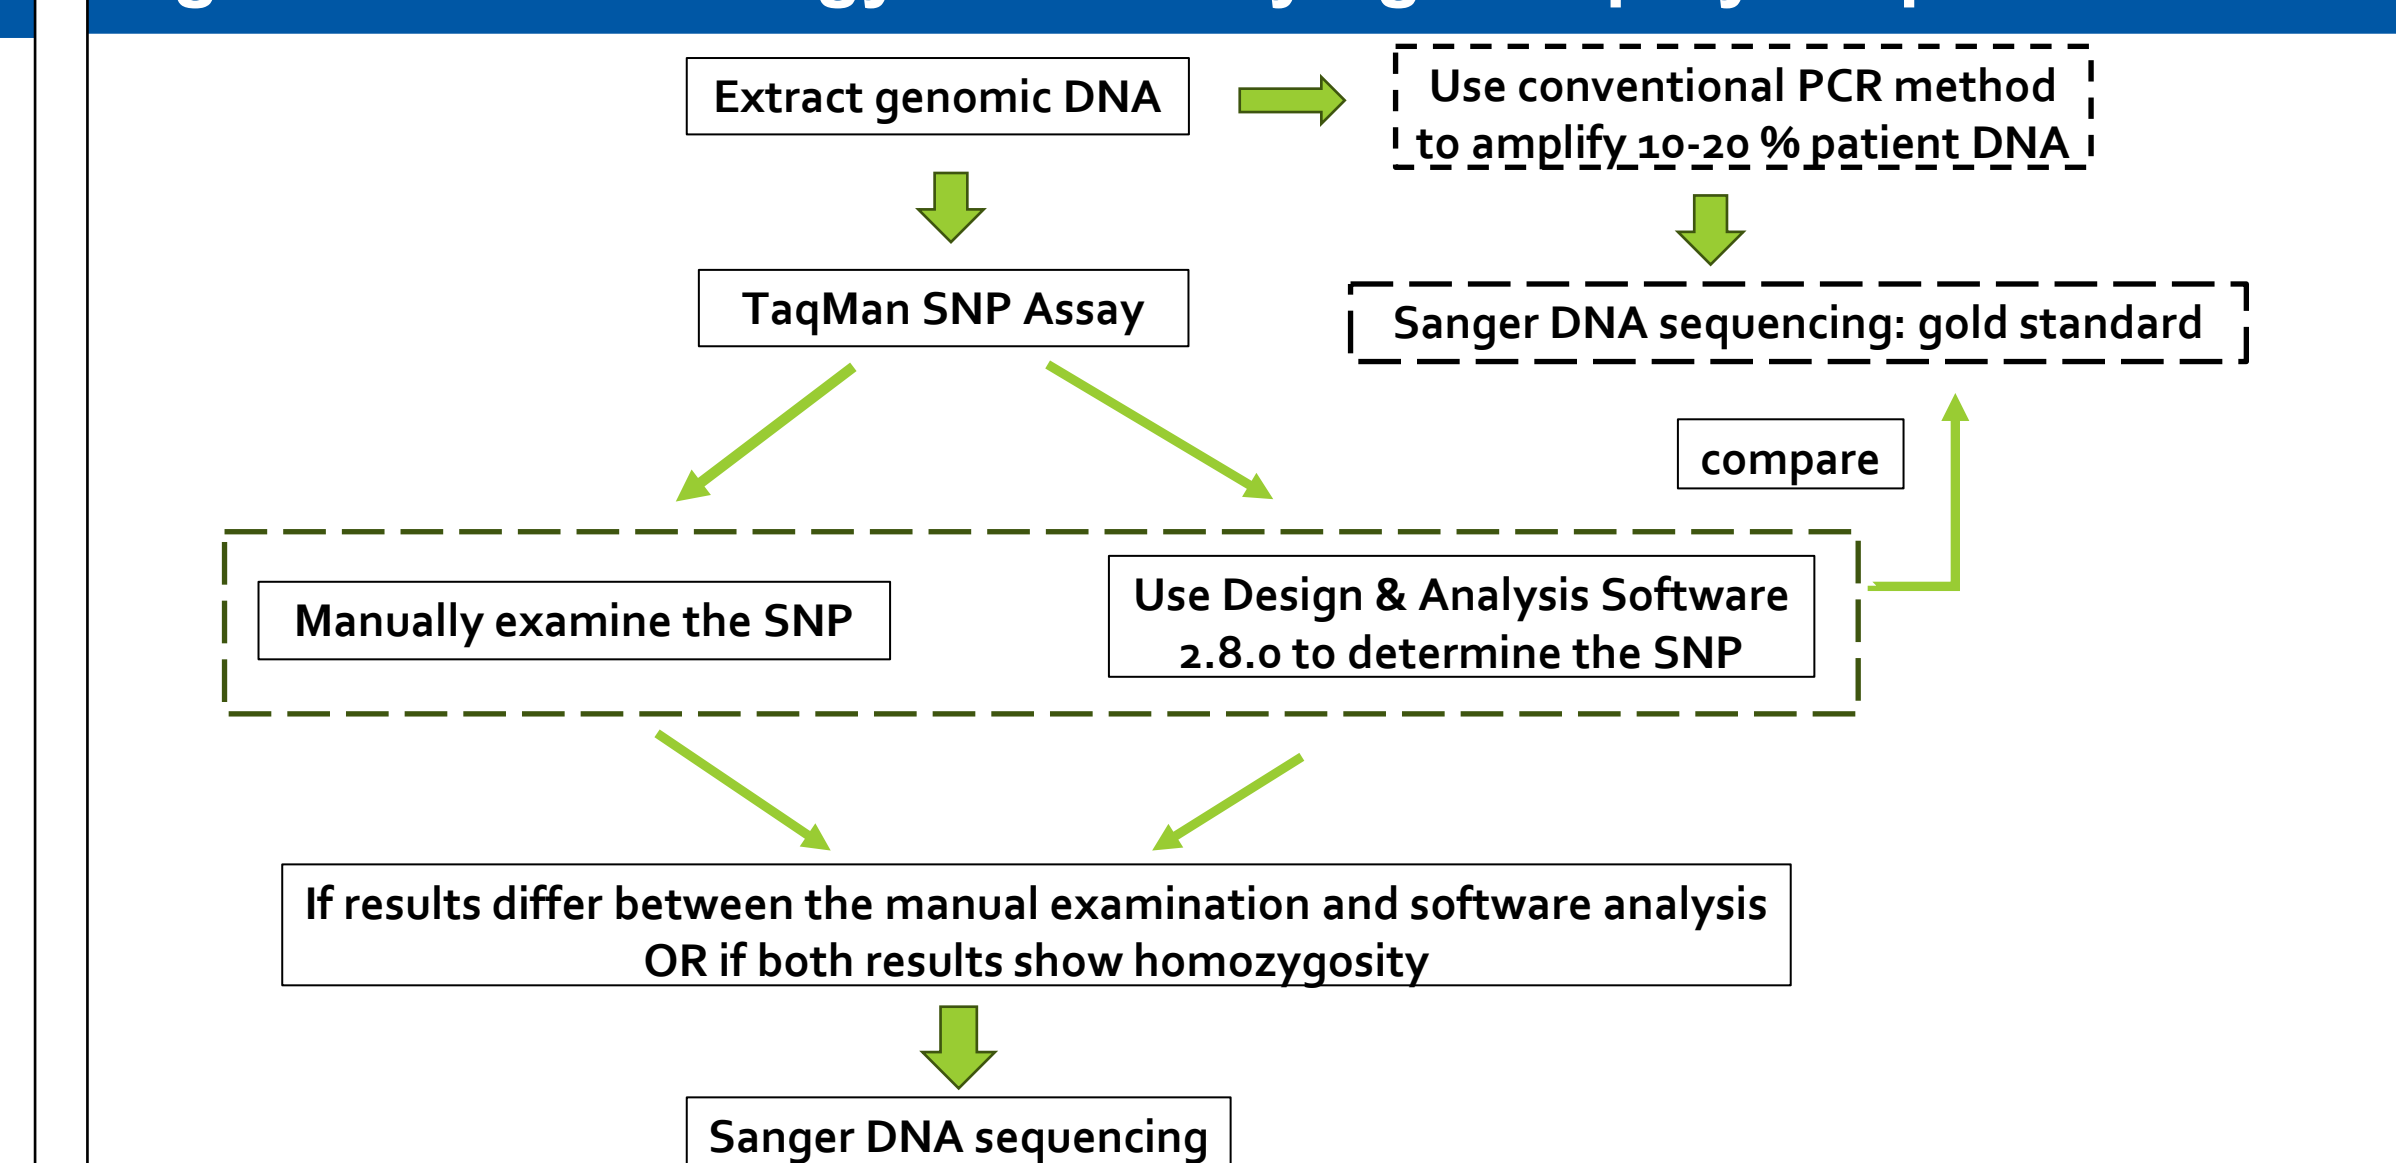 Extract genomic DNA
Use conventional PCR method
to amplify 10-20 % patient DNA
TaqMan SNP Assay
Sanger DNA sequencing: gold standard
compare
Manually examine the SNP
Use Design & Analysis Software
2.8.0 to determine the SNP
If results differ between the manual examination and software analysis
OR if both results show homozygosity
Sanger DNA sequencing